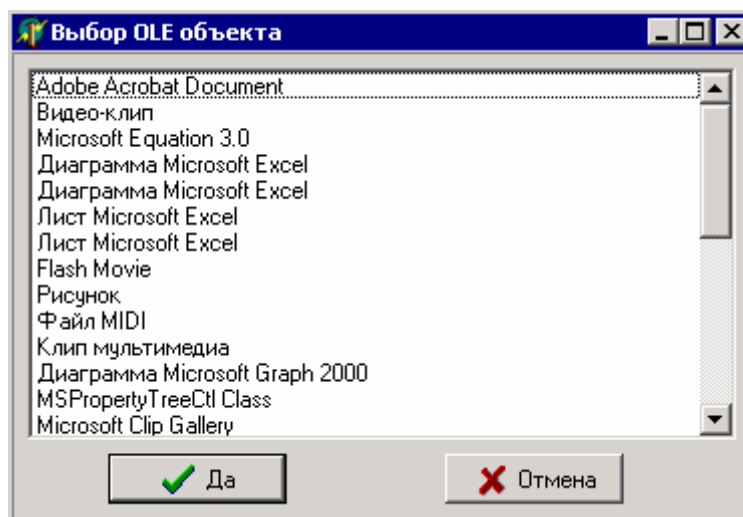 Выбор OLE объекта
Adobe Acrobat Document
Видео-клип
Microsoft Equation 3.0
Диаграмма Microsoft Excel
Диаграмма Microsoft Excel
Лист Microsoft Excel
Лист Microsoft Excel
Flash Movie
Рисунок
Файл MIDI
Клип мультимедиа
Диаграмма Microsoft Graph 2000
MSPropertyTreeCtl Class
Microsoft Clip Gallery
Да
Отмена